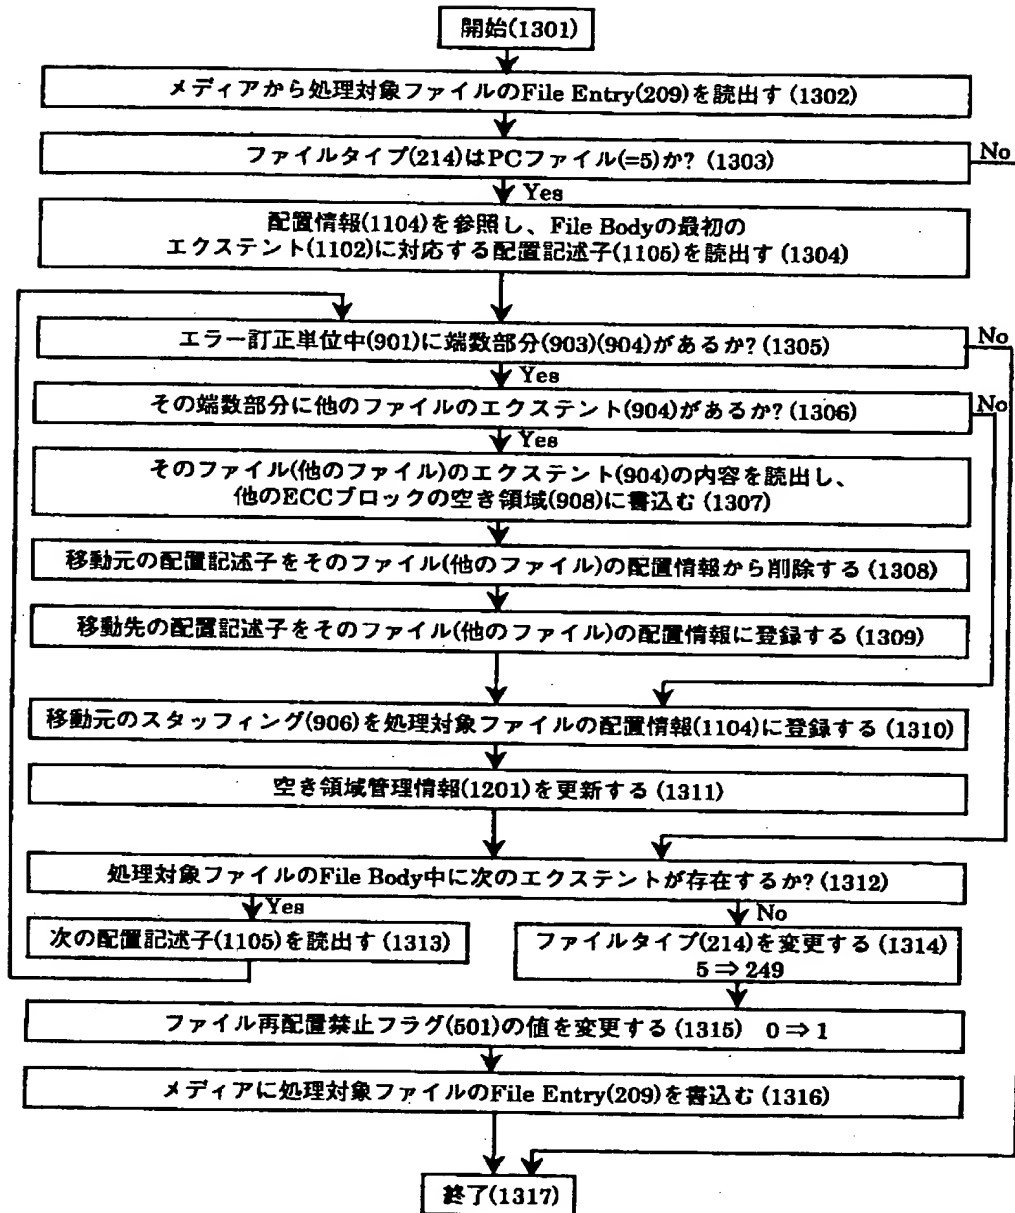 開始(1301)
メディアから処理対象ファイルのFile Entry(209)を読出す(1302)
ファイルタイプ(214)はPCファイル(=5)か? (1303)
No
Yes
配置情報(1104)を参照し、File Bodyの最初の
エクステント(1102)に対応する配置記述子(1105)を読出す(1304)
エラー訂正単位中(901)に端数部分(903)(904)があるか?(1305)
No
Yes
その端数部分に他のファイルのエクステント(904)があるか?(1306)
No
Yes
そのファイル(他のファイル)のエクステント(904)の内容を読出し、
他のECCブロックの空き領域(908)に書込む(1307)
移動元の配置記述子をそのファイル(他のファイル)の配置情報から削除する(1308)
移動先の配置記述子をそのファイル(他のファイル)の配置情報に登録する(1309)
移動元のスタッフィング(906)を処理対象ファイルの配置情報(1104)に登録する(1310)
空き領域管理情報(1201)を更新する(1311)
処理対象ファイルのFile Body中に次のエクステントが存在するか?(1312)
Yes
No
次の配置記述子(1105)を読出す(1313)
ファイルタイプ(214)を変更する(1314)
5⇒249
ファイル再配置禁止フラグ(501)の値を変更する(1315) 0⇒1
メディアに処理対象ファイルのFile Entry(209)を書込む(1316)
終了(1317)